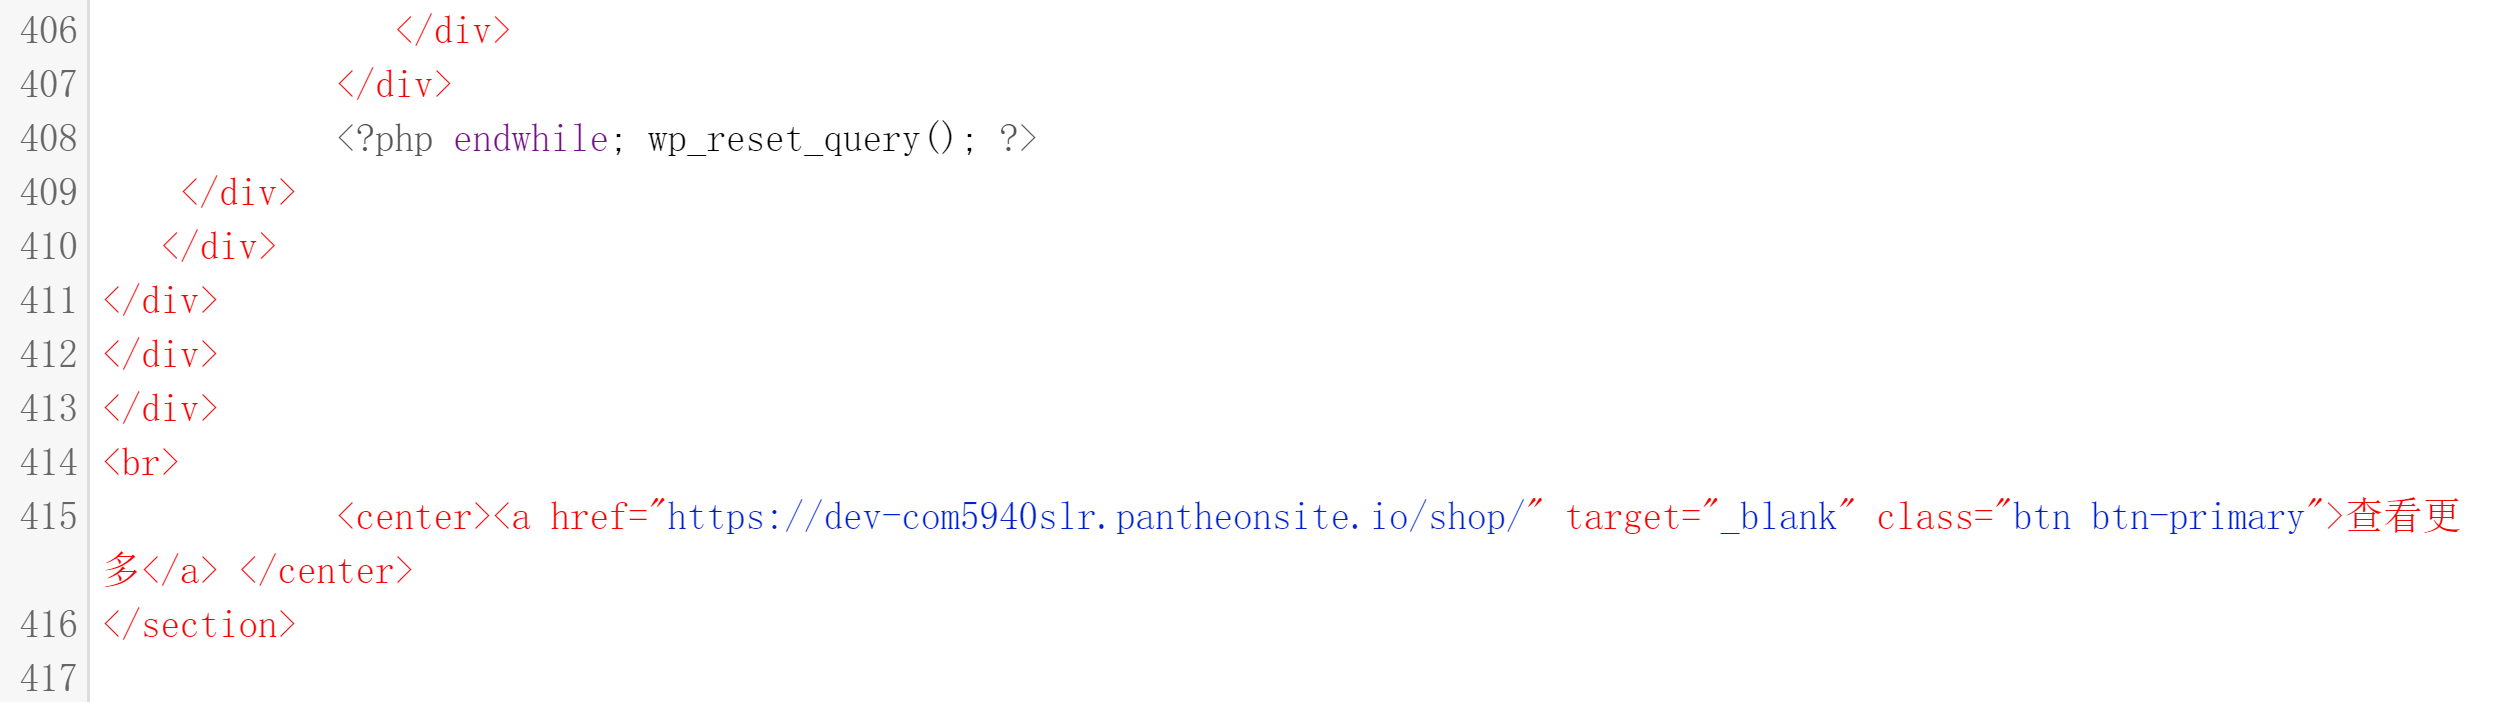 406                </div>
407             </div>
408             <?php endwhile; wp_reset_query(); ?>
409     </div>
410    </div>
411 </div>
412 </div>
413 </div>
414 <br>
415             <center><a href="https://dev-com5940slr.pantheonsite.io/shop/" target="_blank" class="btn btn-primary">查看更
多</a> </center>
416 </section>
417